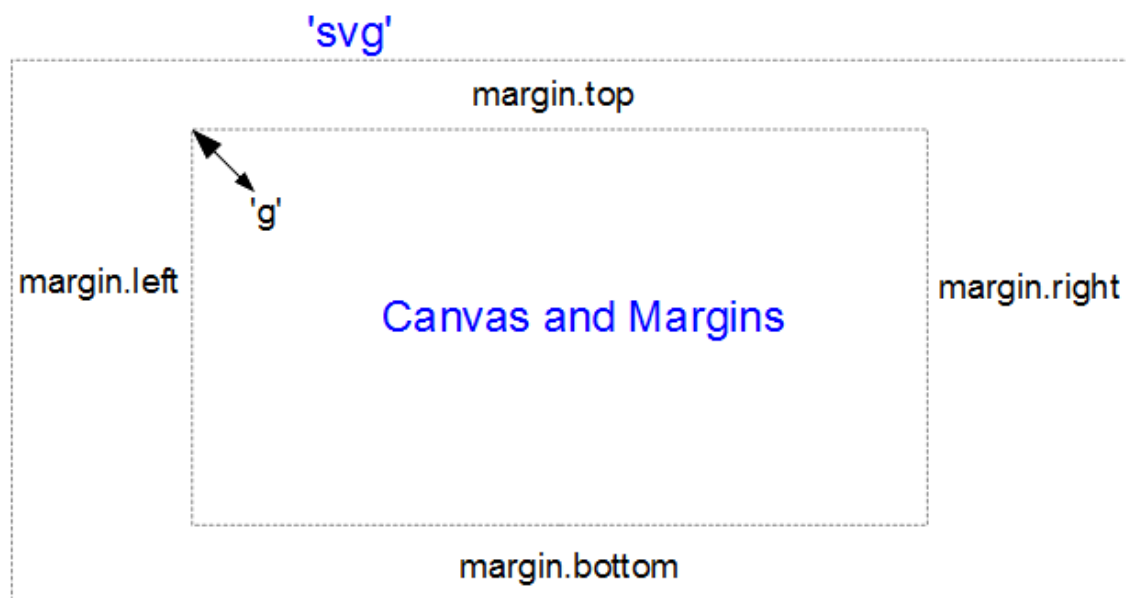 'svg'
margin.top
'g'
margin.left
margin.right
Canvas and Margins
margin.bottom